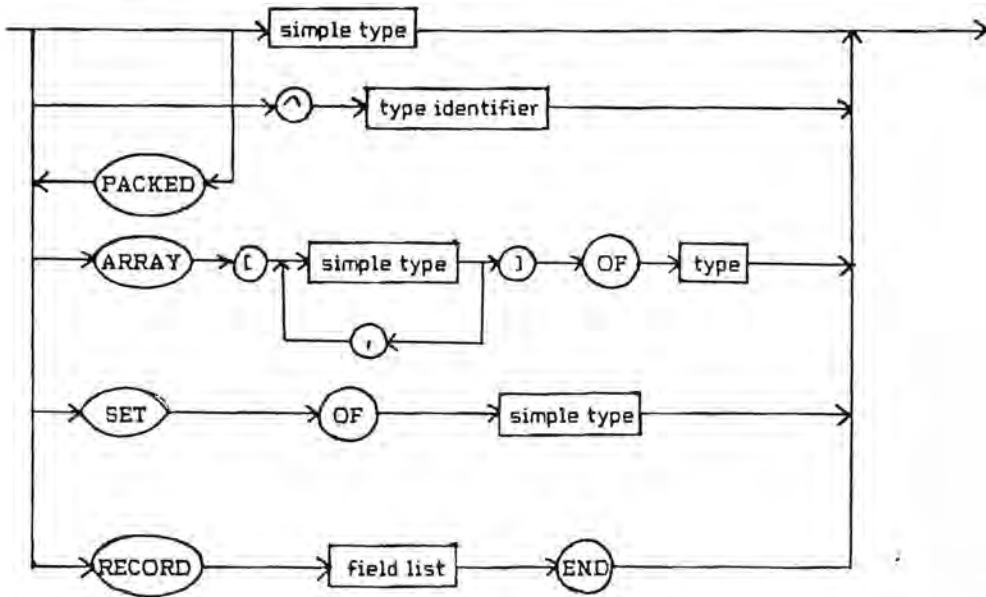 simple type
^ type identifier
PACKED
ARRAY [ simple type ] OF type
,
SET OF simple type
RECORD field list END